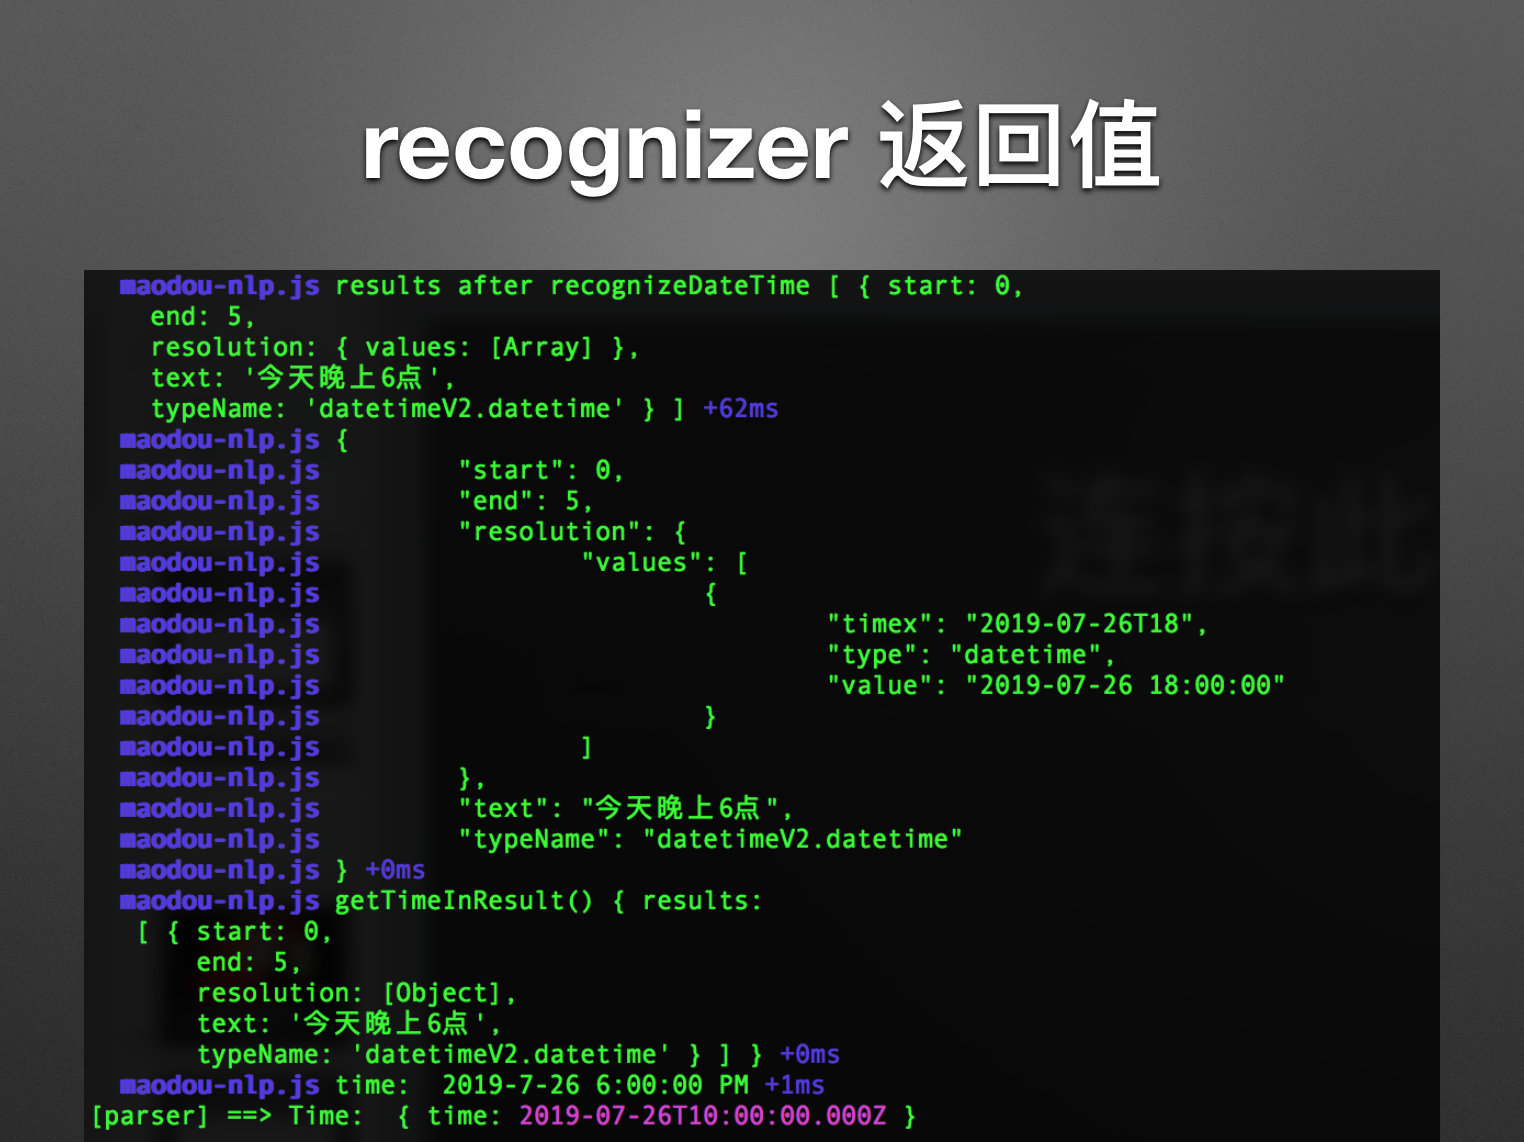 recognizer 返回值
maodou-nlp.js results after recognizeDateTime [ { start: 0,
end: 5,
resolution: { values: [Array] },
text: '今天晚上6点',
typeName: 'datetimeV2.datetime' } ] +62ms
maodou-nlp.js {
maodou-nlp.js "start": 0,
maodou-nlp.js "end": 5,
maodou-nlp.js "resolution": {
maodou-nlp.js "values": [
maodou-nlp.js {
maodou-nlp.js "timex": "2019-07-26T18",
maodou-nlp.js "type": "datetime",
maodou-nlp.js "value": "2019-07-26 18:00:00"
maodou-nlp.js }
maodou-nlp.js ]
maodou-nlp.js },
maodou-nlp.js "text": "今天晚上6点",
maodou-nlp.js "typeName": "datetimeV2.datetime"
maodou-nlp.js } +0ms
maodou-nlp.js getTimeInResult() { results:
[ { start: 0,
end: 5,
resolution: [Object],
text: '今天晚上6点',
typeName: 'datetimeV2.datetime' } ] } +0ms
maodou-nlp.js time: 2019-7-26 6:00:00 PM +1ms
[parser] ==> Time: { time: 2019-07-26T10:00:00.000Z }
连接此